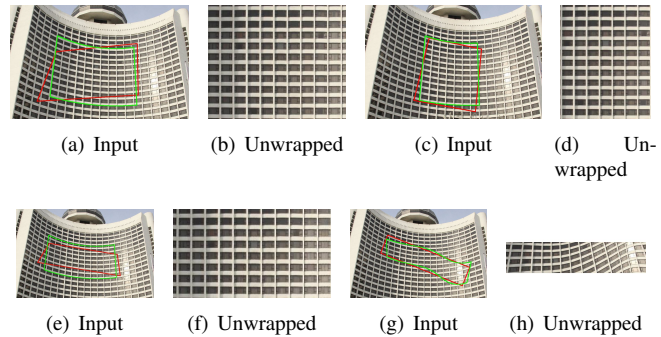 (a) Input
(b) Unwrapped
(c) Input
(d) Un-
wrapped
(e) Input
(f) Unwrapped
(g) Input
(h) Unwrapped